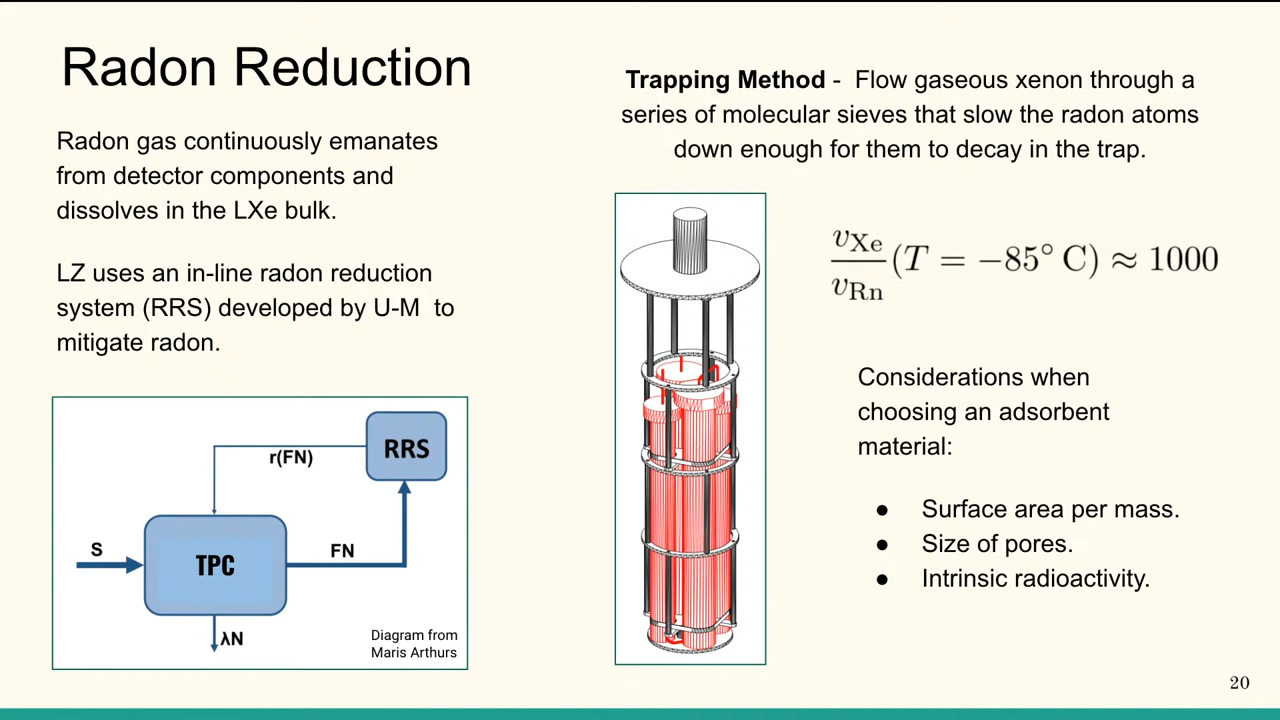 Radon Reduction
Radon gas continuously emanates
from detector components and
dissolves in the LXe bulk.
LZ uses an in-line radon reduction
system (RRS) developed by U-M to
mitigate radon.
RRS
r(FN)
S
TPC
FN
λN
Diagram from
Maris Arthurs
Trapping Method - Flow gaseous xenon through a
series of molecular sieves that slow the radon atoms
down enough for them to decay in the trap.
v_Xe / v_Rn (T = −85° C) ≈ 1000
Considerations when
choosing an adsorbent
material:
● Surface area per mass.
● Size of pores.
● Intrinsic radioactivity.
20